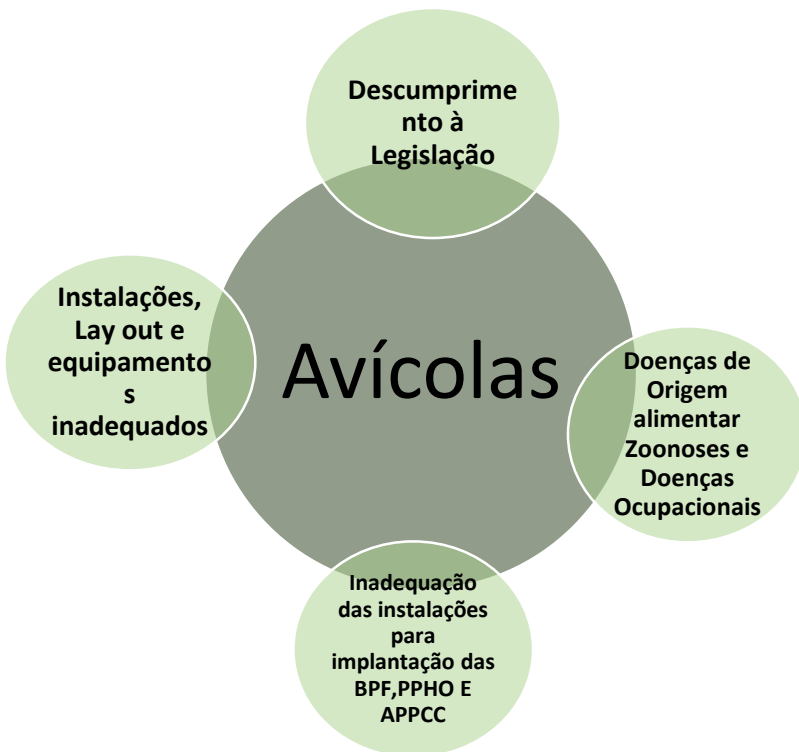 Descumprime
nto à
Legislação
Instalações,
Lay out e
equipamento
s
inadequados
Avícolas
Doenças de
Origem
alimentar
Zoonoses e
Doenças
Ocupacionais
Inadequação
das instalações
para
implantação das
BPF,PPHO E
APPCC